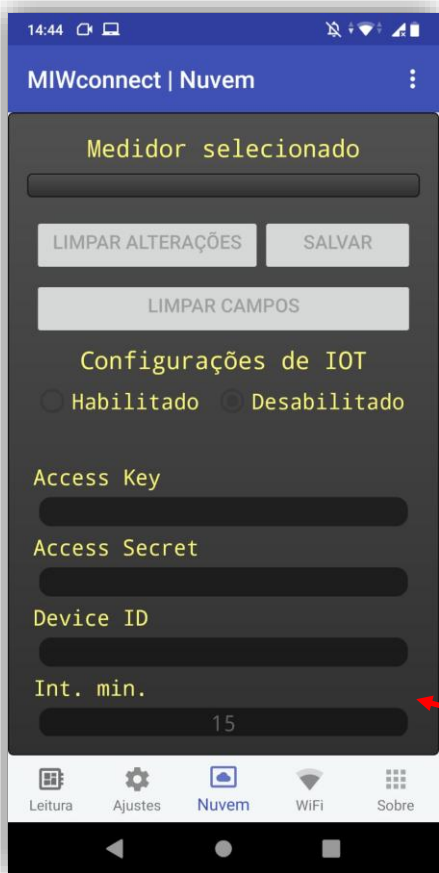 14:44
MIWconnect | Nuvem
Medidor selecionado
LIMPAR ALTERAÇÕES SALVAR
LIMPAR CAMPOS
Configurações de IOT
Habilitado Desabilitado
Access Key
Access Secret
Device ID
Int. min.
15
Leitura Ajustes Nuvem WiFi Sobre